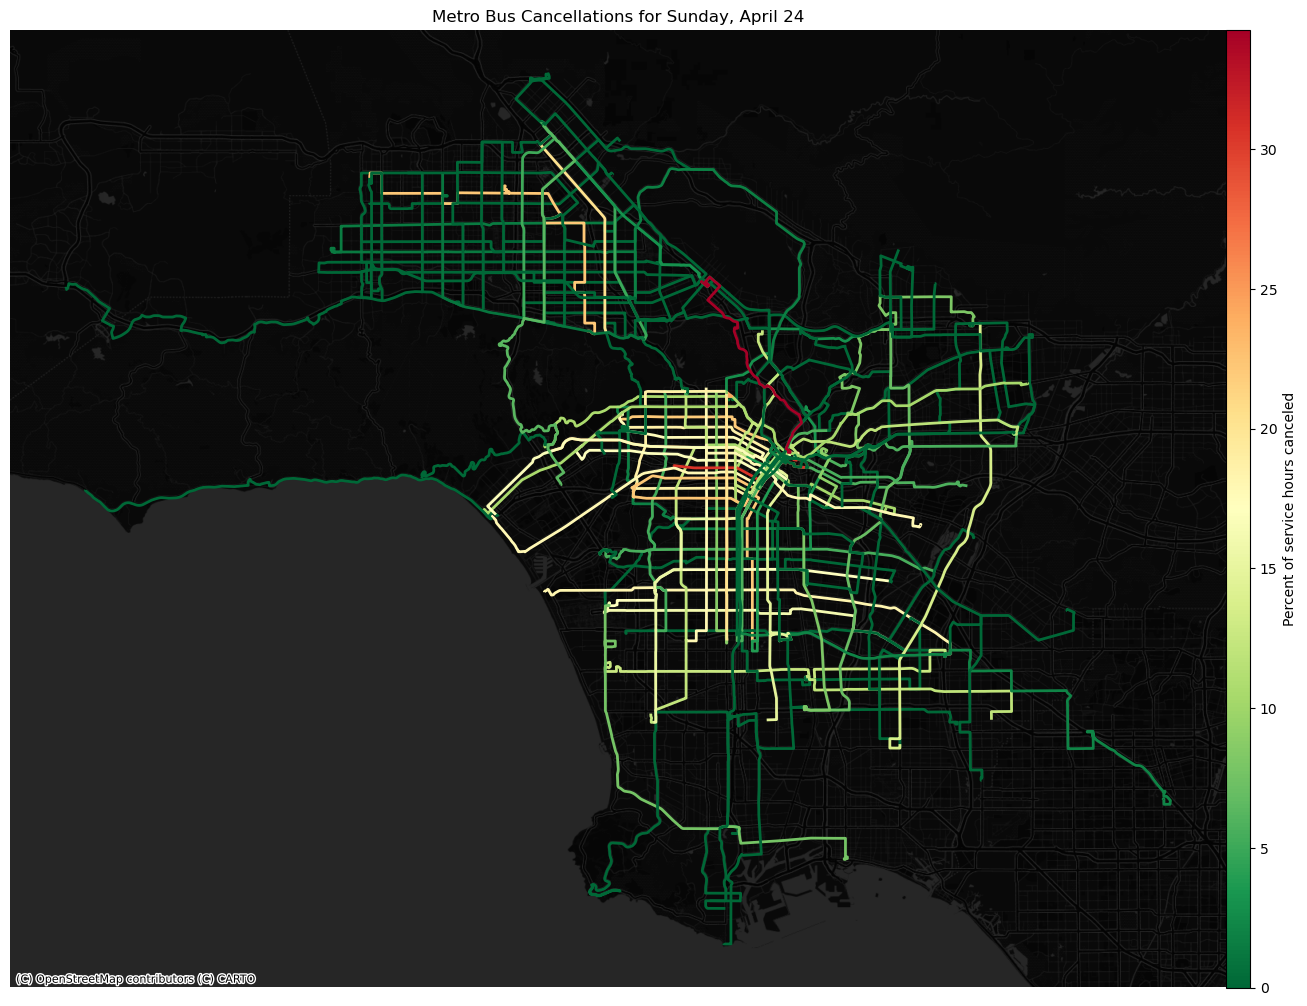 Metro Bus Cancellations for Sunday, April 24
30
25
20
15
10
5
0
Percent of service hours canceled
(C) OpenStreetMap contributors (C) CARTO